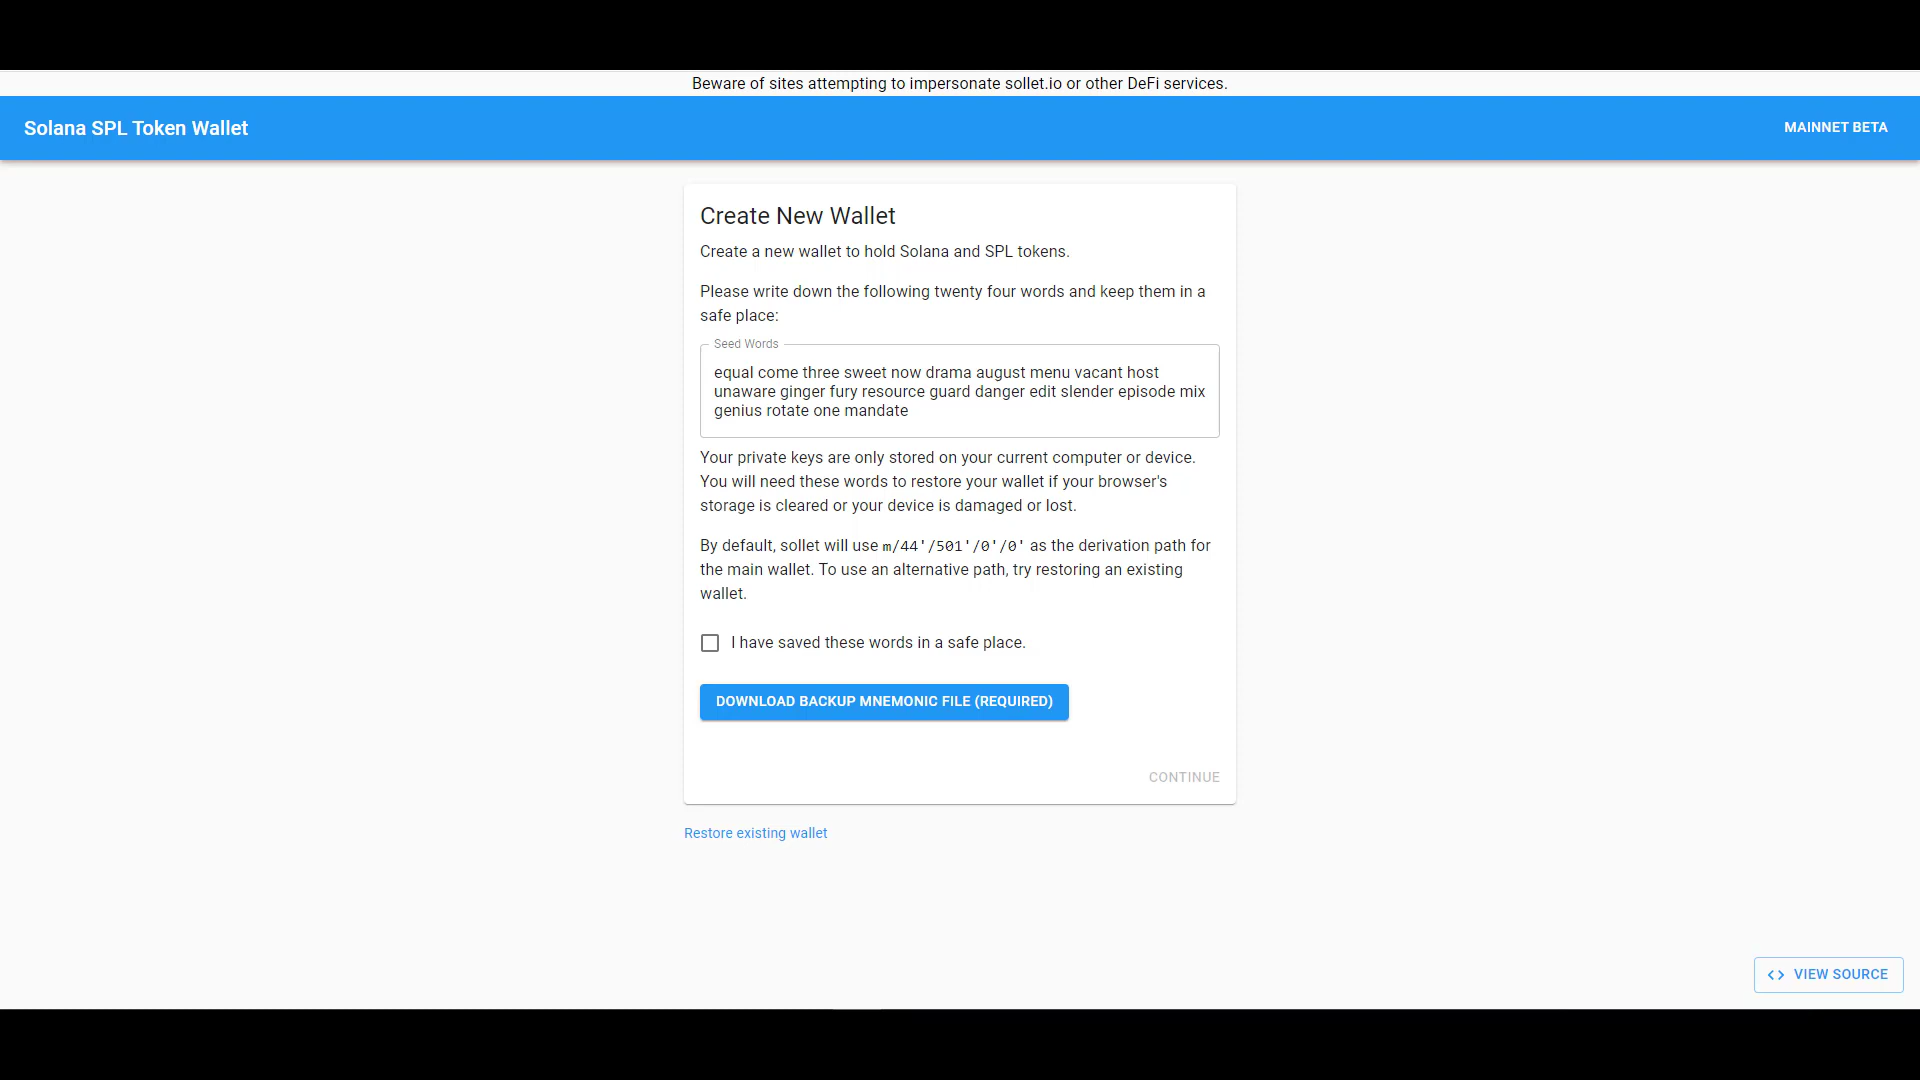 Beware of sites attempting to impersonate sollet.io or other DeFi services.
Solana SPL Token Wallet
MAINNET BETA
Create New Wallet
Create a new wallet to hold Solana and SPL tokens.
Please write down the following twenty four words and keep them in a
safe place:
Seed Words
equal come three sweet now drama august menu vacant host
unaware ginger fury resource guard danger edit slender episode mix
genius rotate one mandate
Your private keys are only stored on your current computer or device.
You will need these words to restore your wallet if your browser's
storage is cleared or your device is damaged or lost.
By default, sollet will use m/44'/501'/0'/0' as the derivation path for
the main wallet. To use an alternative path, try restoring an existing
wallet.
I have saved these words in a safe place.
DOWNLOAD BACKUP MNEMONIC FILE (REQUIRED)
CONTINUE
Restore existing wallet
<> VIEW SOURCE